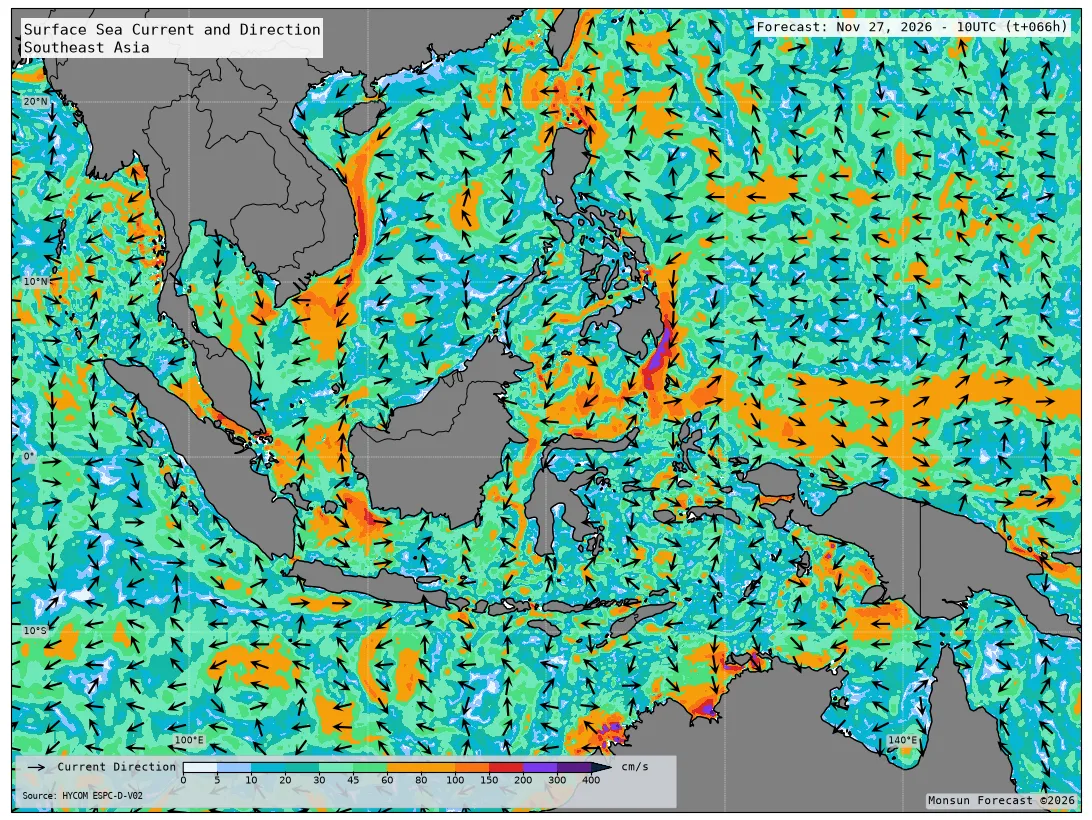 Surface Sea Current and Direction
Southeast Asia
Forecast: Nov 27, 2026 - 10UTC (t+066h)
20°N
10°N
0°
10°S
100°E
140°E
Current Direction
0 5 10 20 30 45 60 80 100 150 200 300 400
cm/s
Source: HYCOM ESPC-D-V02
Monsun Forecast ©2026